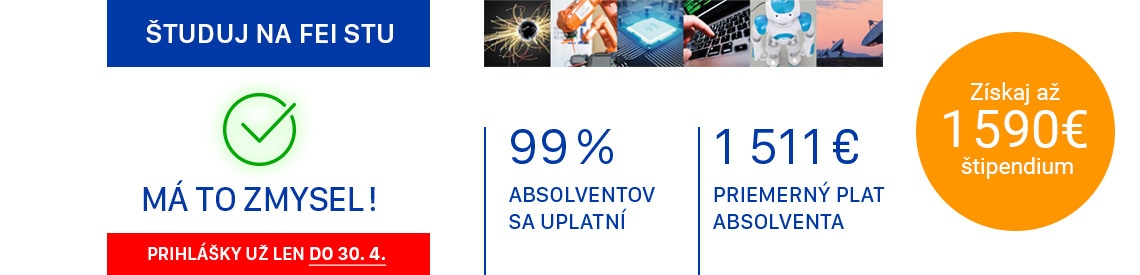 ŠTUDUJ NA FEI STU
MÁ TO ZMYSEL!
PRIHLÁŠKY UŽ LEN DO 30. 4.
99 %
ABSOLVENTOV
SA UPLATNÍ
1 511 €
PRIEMERNÝ PLAT
ABSOLVENTA
Získaj až
1 590€
štipendium